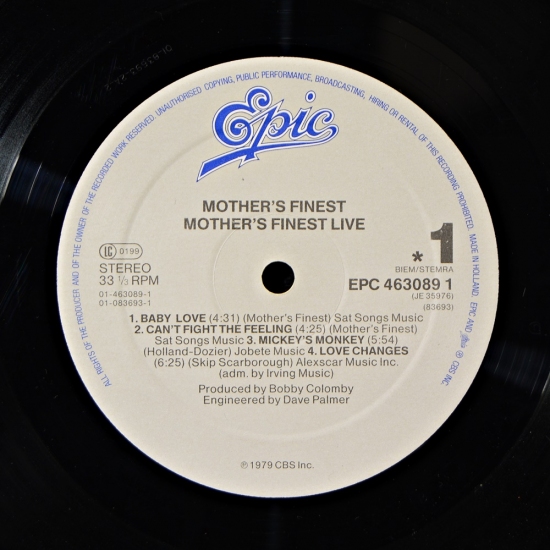 ALL RIGHTS OF THE PRODUCER AND OF THE OWNER OF THE RECORDED WORK RESERVED. UNAUTHORISED COPYING, PUBLIC PERFORMANCE, BROADCASTING, HIRING OR RENTAL OF THIS RECORDING PROHIBITED. MADE IN HOLLAND. EPIC AND ℗ CBS INC.
Epic
MOTHER'S FINEST
MOTHER'S FINEST LIVE
LC 0199
* 1
STEREO
33 1/3 RPM
BIEM/STEMRA
EPC 463089 1
01-463089-1
01-083693-1
(JE 35976)
(83693)
1. BABY LOVE (4:31) (Mother's Finest) Sat Songs Music
2. CAN'T FIGHT THE FEELING (4:25) (Mother's Finest)
Sat Songs Music 3. MICKEY'S MONKEY (5:54)
(Holland-Dozier) Jobete Music 4. LOVE CHANGES
(6:25) (Skip Scarborough) Alexscar Music Inc.
(adm. by Irving Music)
Produced by Bobby Colomby
Engineered by Dave Palmer
℗ 1979 CBS Inc.